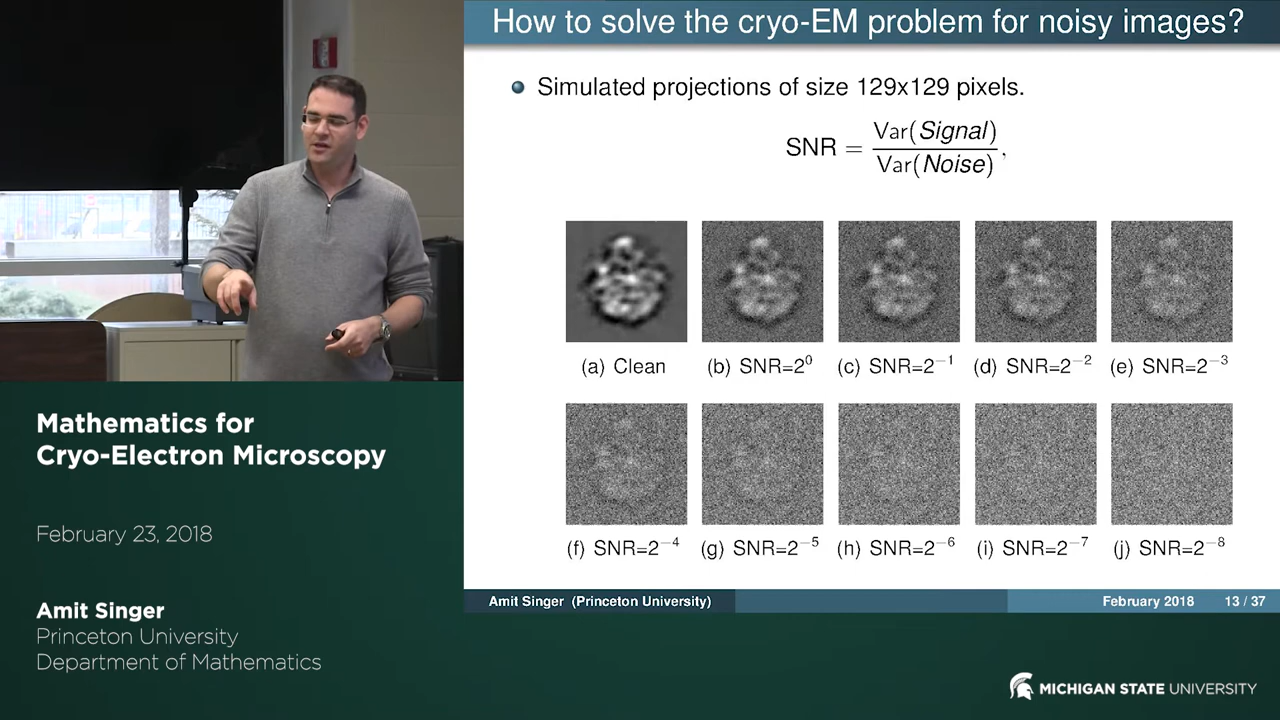 How to solve the cryo-EM problem for noisy images?
Simulated projections of size 129x129 pixels.
SNR = Var(Signal) / Var(Noise),
(a) Clean (b) SNR=2⁰ (c) SNR=2⁻¹ (d) SNR=2⁻² (e) SNR=2⁻³
(f) SNR=2⁻⁴ (g) SNR=2⁻⁵ (h) SNR=2⁻⁶ (i) SNR=2⁻⁷ (j) SNR=2⁻⁸
Amit Singer (Princeton University) February 2018 13 / 37
Mathematics for
Cryo-Electron Microscopy
February 23, 2018
Amit Singer
Princeton University
Department of Mathematics
MICHIGAN STATE UNIVERSITY